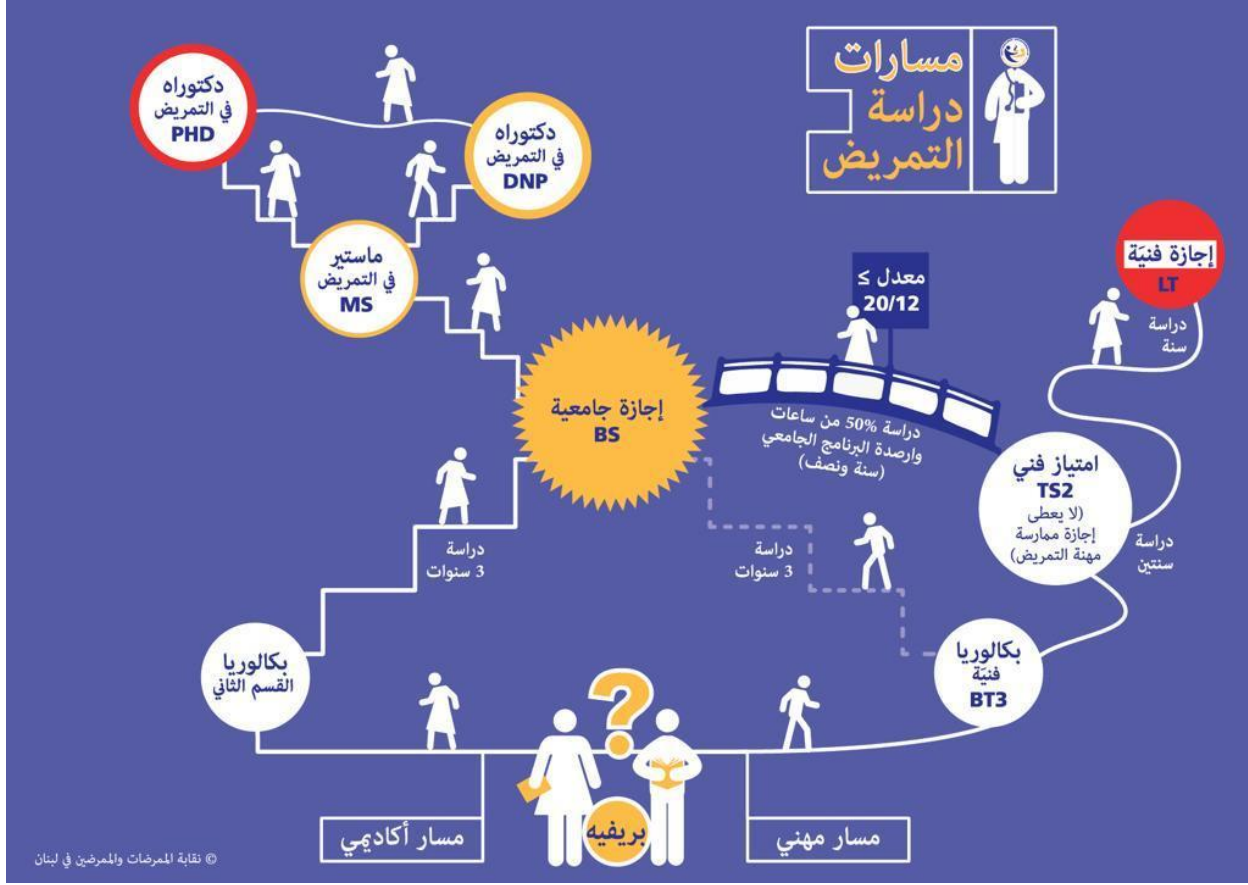 مسارات
دراسة
التمريض
دكتوراه
في التمريض
PHD
دكتوراه
في التمريض
DNP
ماستير
في التمريض
MS
إجازة فنيّة
LT
دراسة
سنة
معدل ≤
20/12
إجازة جامعية
BS
دراسة 50% من ساعات
وارصدة البرنامج الجامعي
(سنة ونصف)
امتياز فني
TS2
(لا يعطى
إجازة ممارسة
مهنة التمريض)
دراسة
سنتين
دراسة
3 سنوات
دراسة
3 سنوات
بكالوريا
فنيّة
BT3
بكالوريا
القسم الثاني
?
مسار مهني
بريفيه
مسار أكاديمي
© نقابة الممرضات والممرضين في لبنان